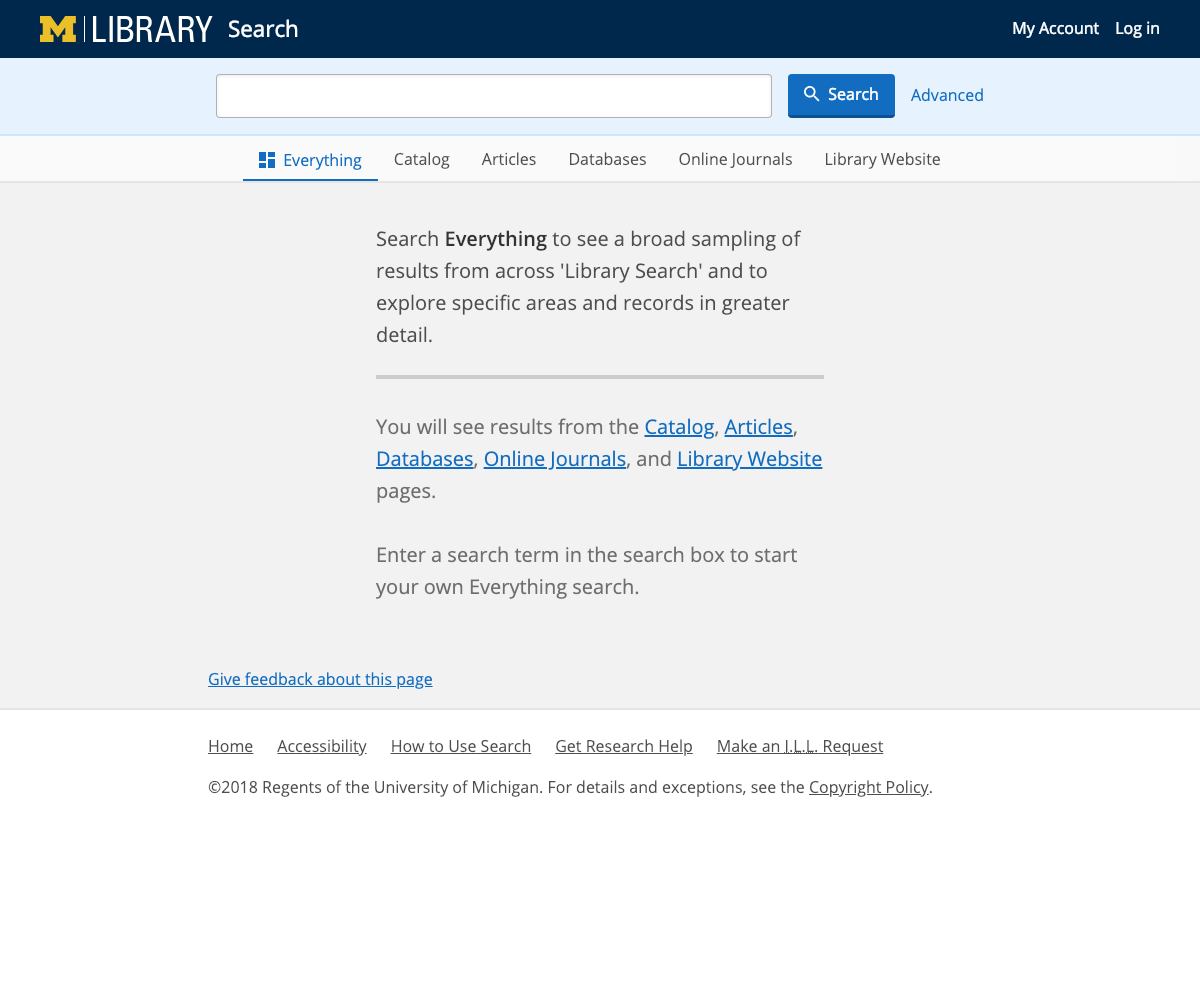 M LIBRARY Search My Account Log in
Search Advanced
Everything Catalog Articles Databases Online Journals Library Website
Search Everything to see a broad sampling of
results from across 'Library Search' and to
explore specific areas and records in greater
detail.
You will see results from the Catalog, Articles,
Databases, Online Journals, and Library Website
pages.
Enter a search term in the search box to start
your own Everything search.
Give feedback about this page
Home Accessibility How to Use Search Get Research Help Make an I.L.L. Request
©2018 Regents of the University of Michigan. For details and exceptions, see the Copyright Policy.